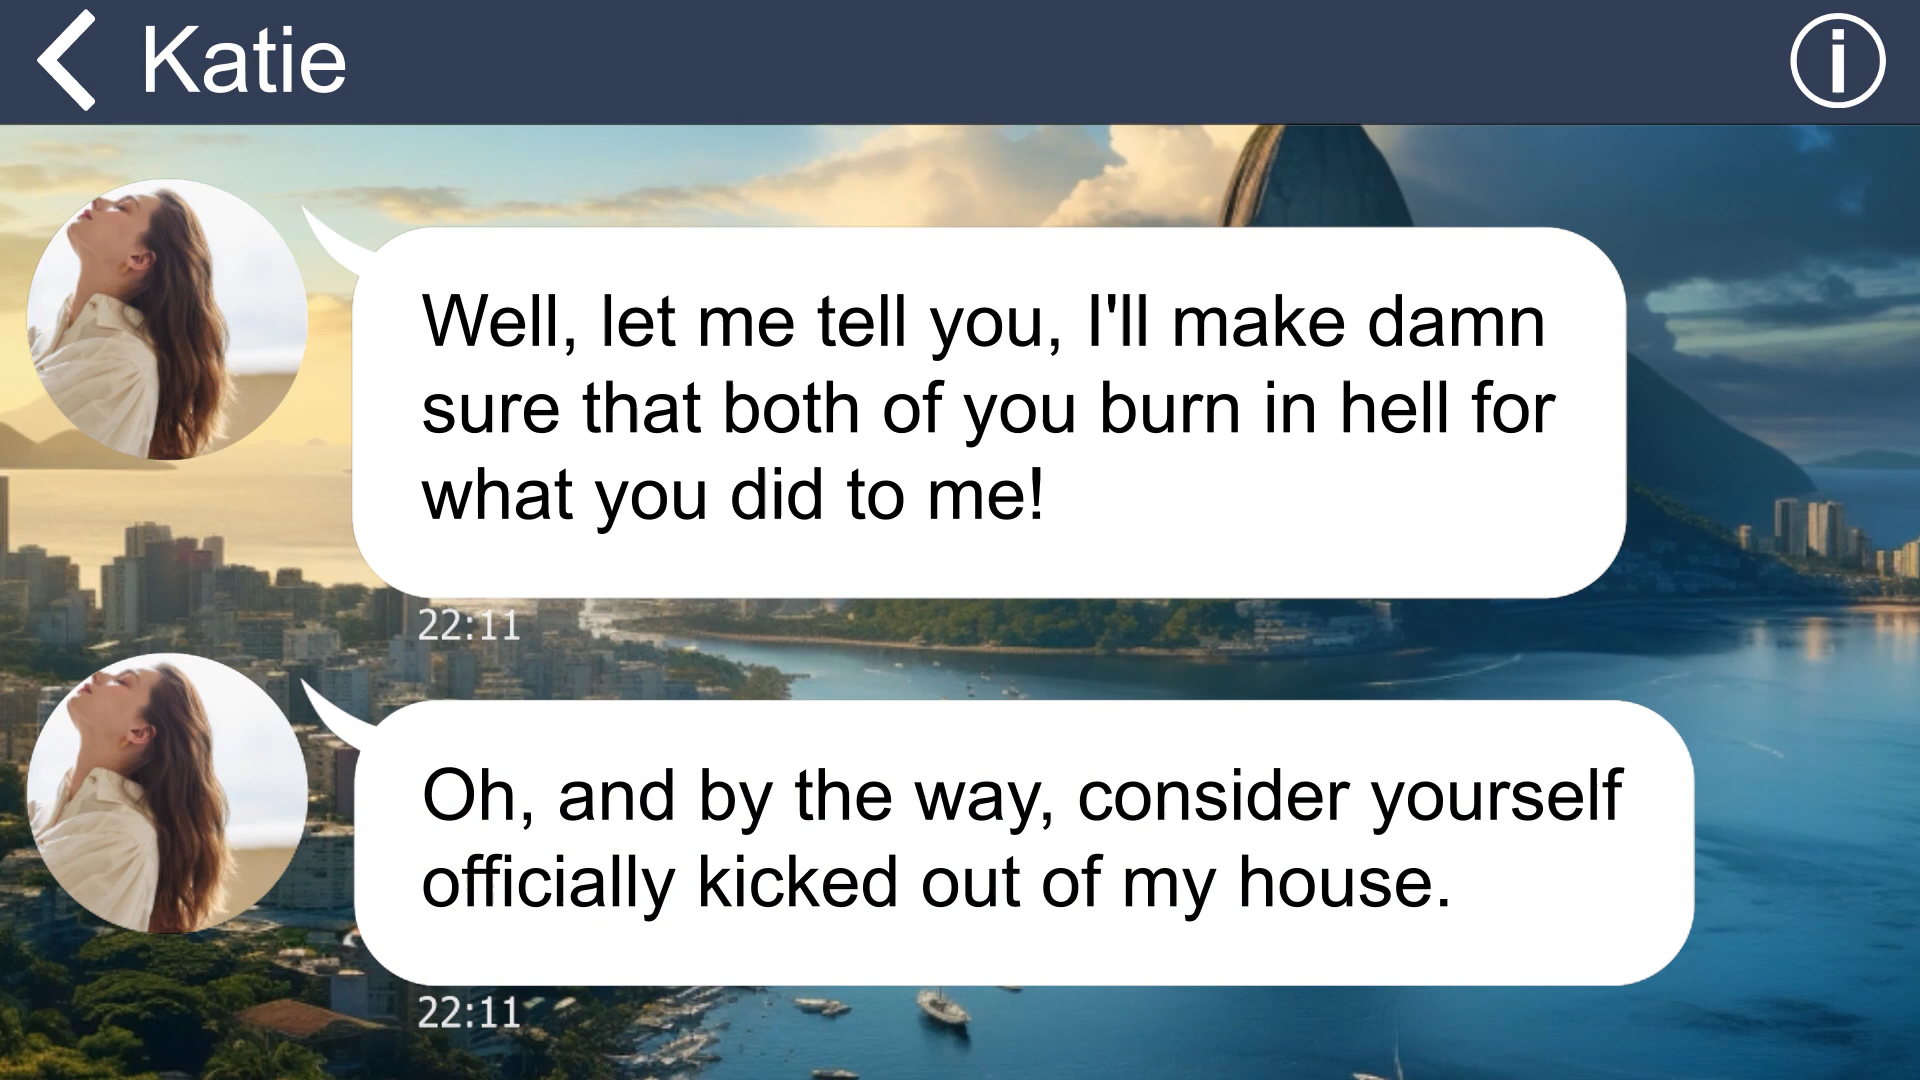 Katie
Well, let me tell you, I'll make damn
sure that both of you burn in hell for
what you did to me!
22:11
Oh, and by the way, consider yourself
officially kicked out of my house.
22:11